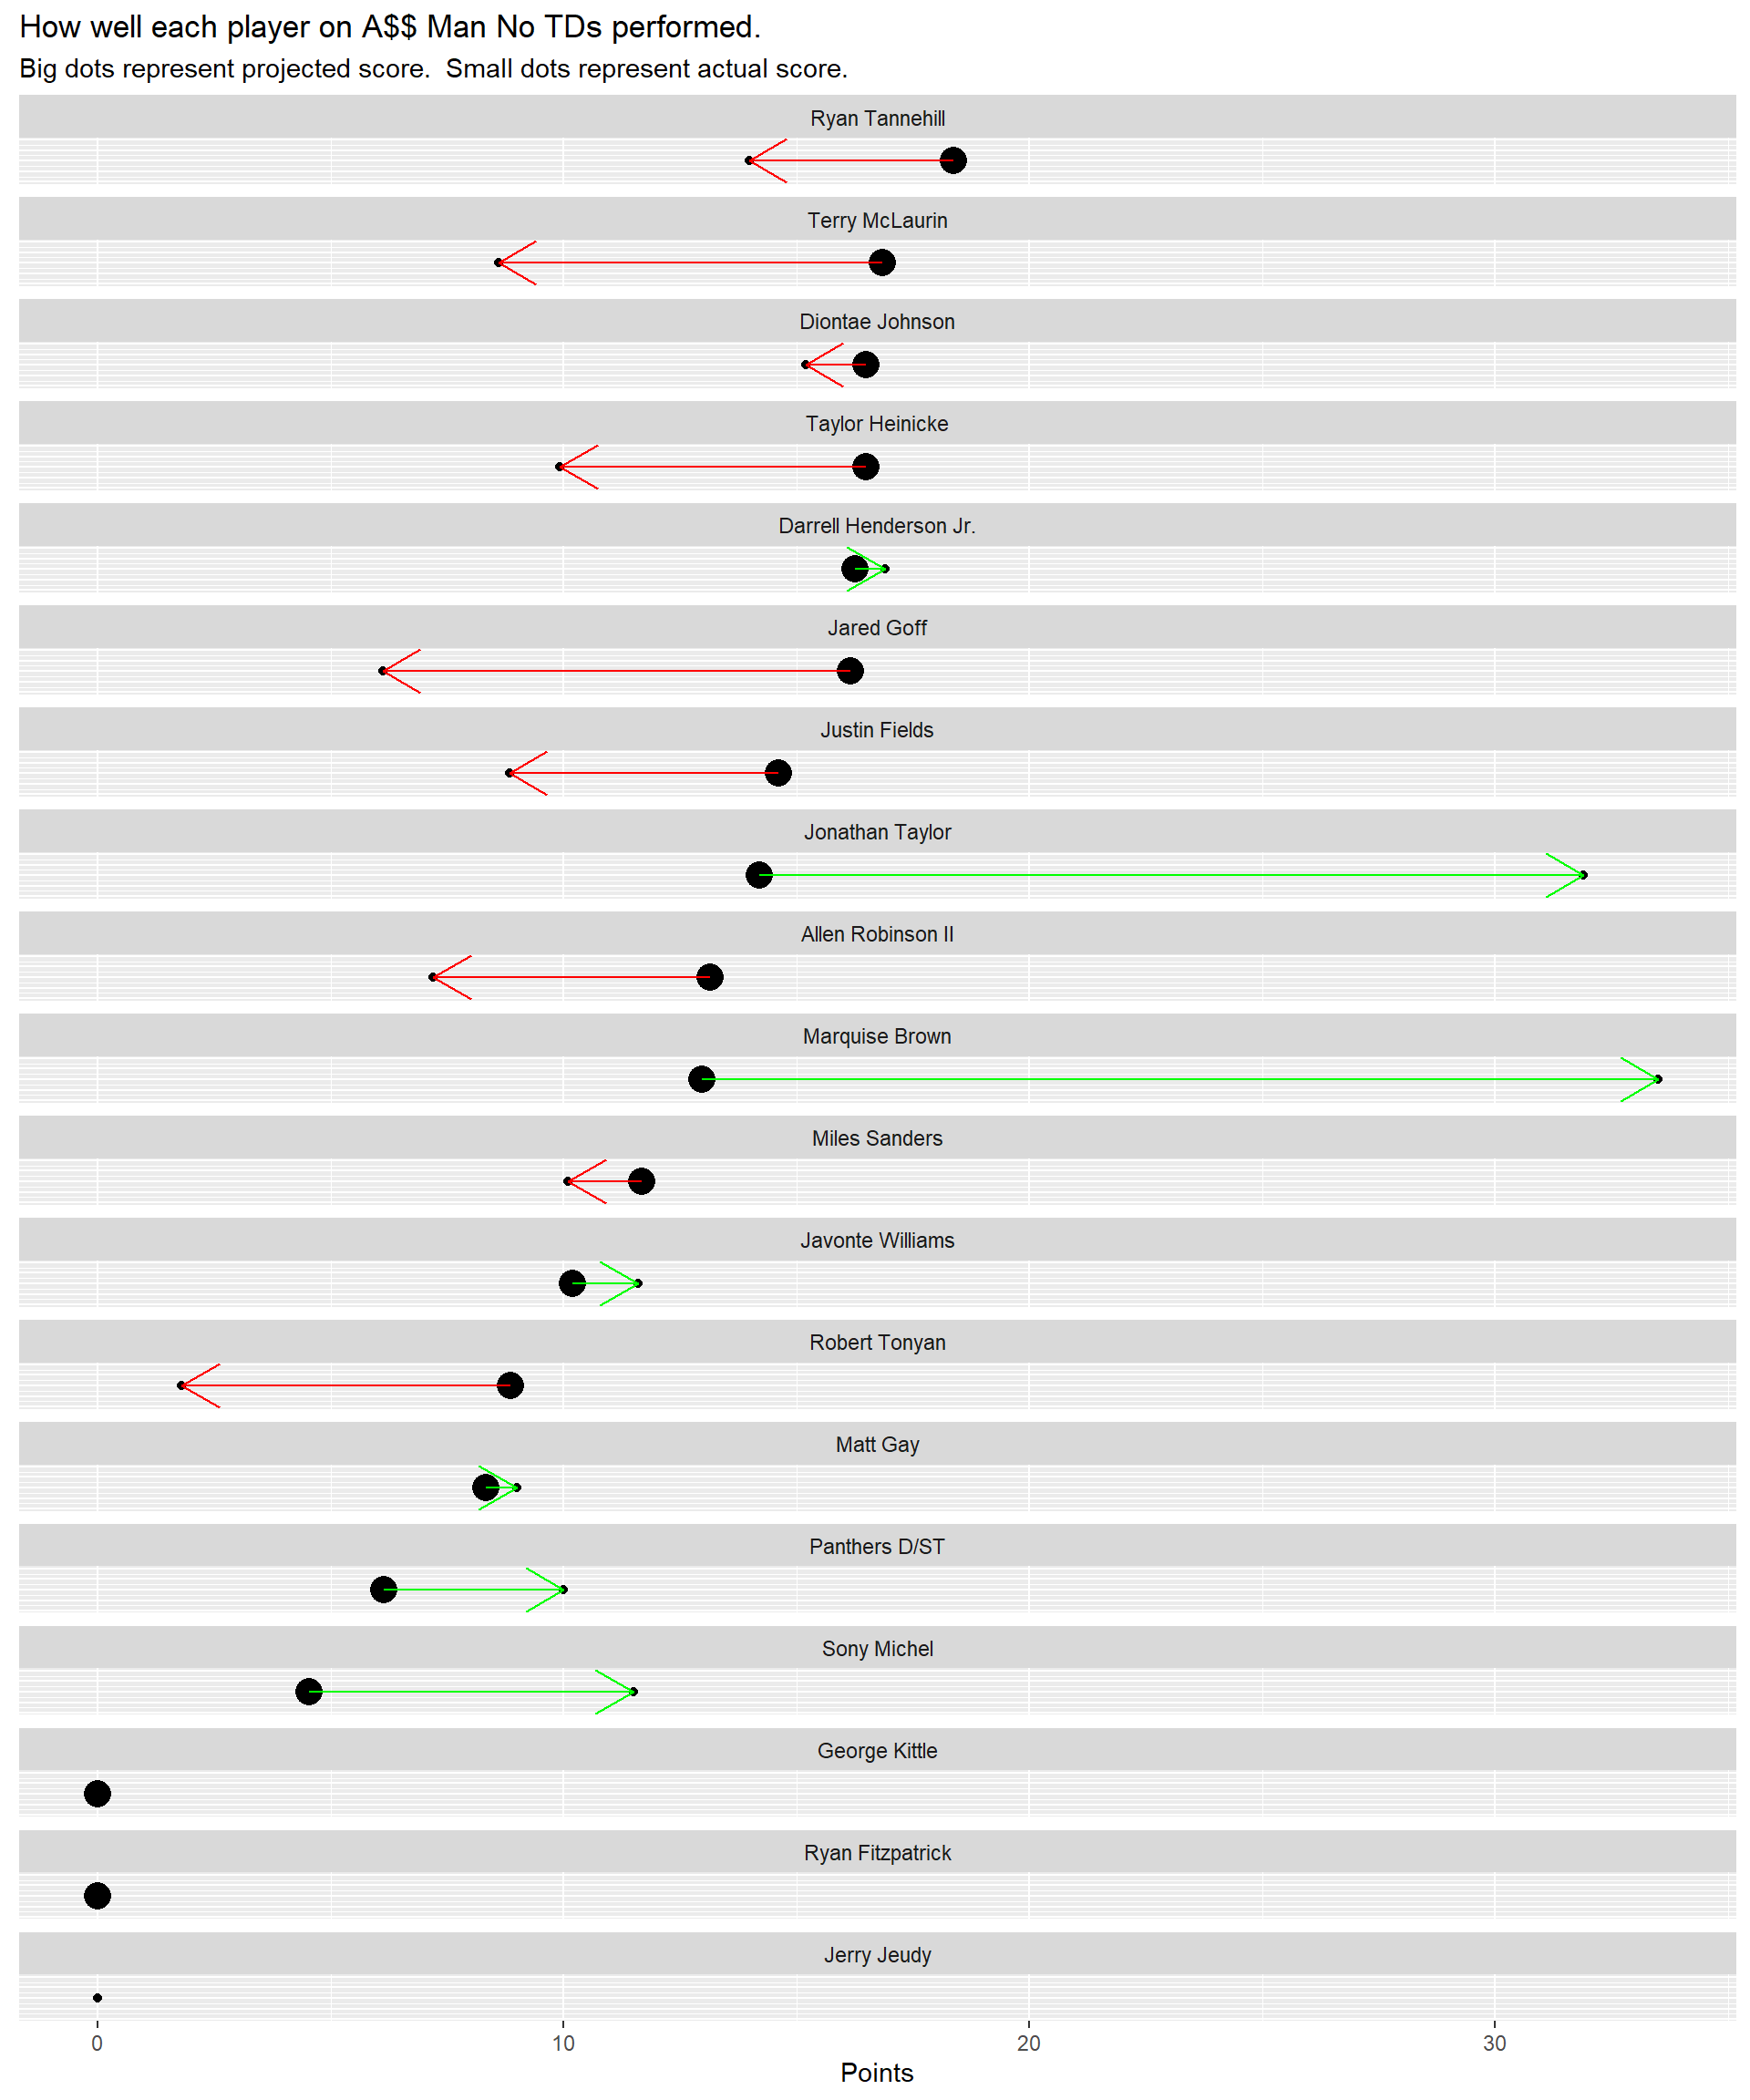 How well each player on A$$ Man No TDs performed.
Big dots represent projected score.  Small dots represent actual score.
Ryan Tannehill
Terry McLaurin
Diontae Johnson
Taylor Heinicke
Darrell Henderson Jr.
Jared Goff
Justin Fields
Jonathan Taylor
Allen Robinson II
Marquise Brown
Miles Sanders
Javonte Williams
Robert Tonyan
Matt Gay
Panthers D/ST
Sony Michel
George Kittle
Ryan Fitzpatrick
Jerry Jeudy
0 10 20 30
Points